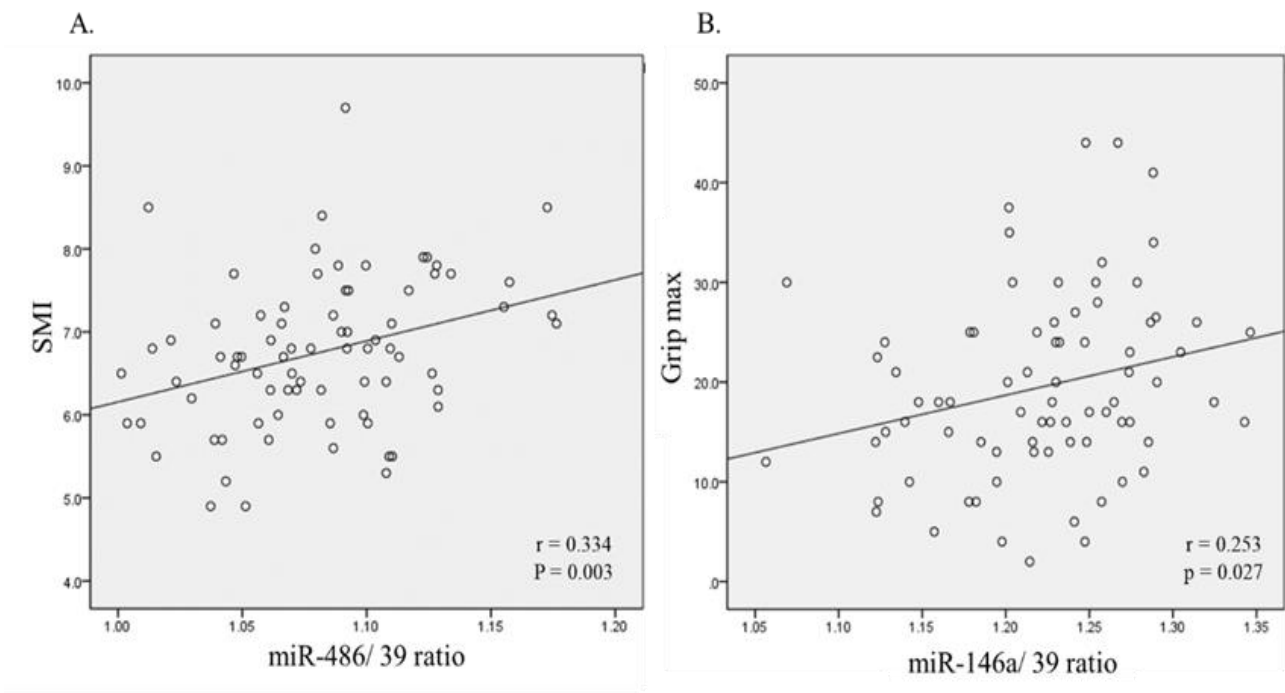 A.
10.0
9.0
8.0
7.0
6.0
5.0
4.0
SMI
r = 0.334
P = 0.003
1.00 1.05 1.10 1.15 1.20
miR-486/ 39 ratio
B.
50.0
40.0
30.0
20.0
10.0
.0
Grip max
r = 0.253
p = 0.027
1.05 1.10 1.15 1.20 1.25 1.30 1.35
miR-146a/ 39 ratio